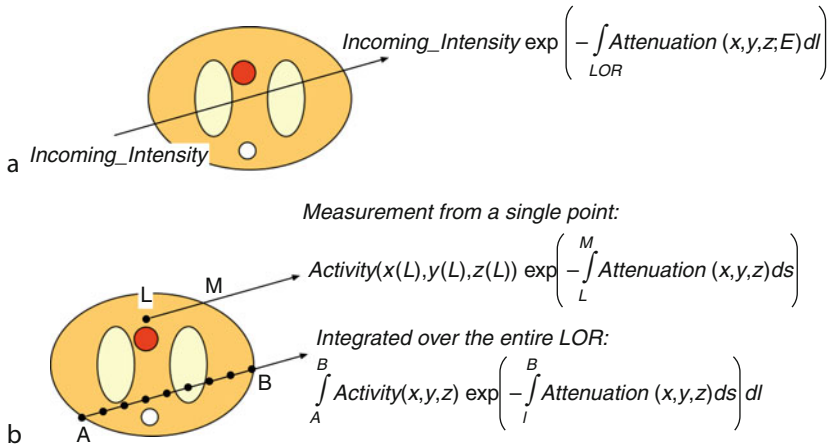 Incoming_Intensity exp ( − ∫ Attenuation (x,y,z;E)dl )
LOR
Incoming_Intensity
a
Measurement from a single point:
M
Activity(x(L),y(L),z(L)) exp( − ∫ Attenuation (x,y,z)ds )
L
L
M
Integrated over the entire LOR:
B B
∫ Activity(x,y,z) exp( − ∫ Attenuation (x,y,z)ds ) dl
A l
B
A
b